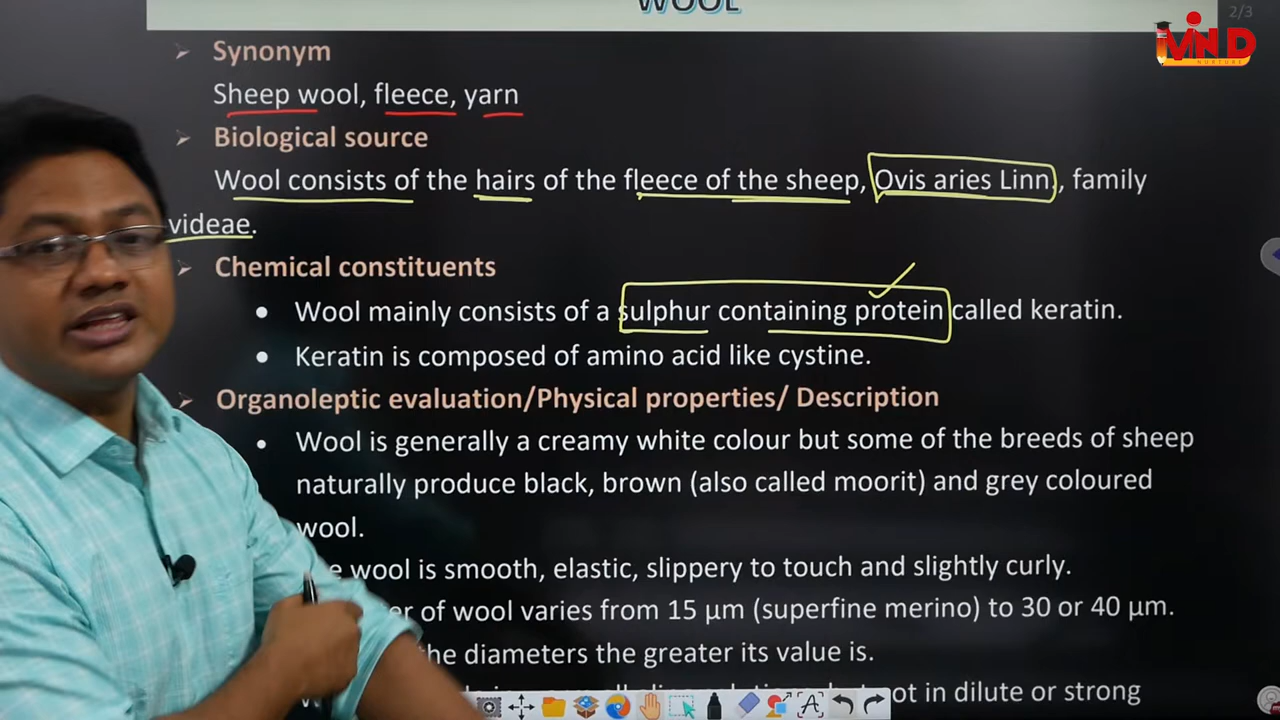 WOOL
2/3
MIND
NURTURE
Synonym
Sheep wool, fleece, yarn
Biological source
Wool consists of the hairs of the fleece of the sheep, Ovis aries Linn, family
videae.
Chemical constituents
Wool mainly consists of a sulphur containing protein called keratin.
Keratin is composed of amino acid like cystine.
Organoleptic evaluation/Physical properties/ Description
Wool is generally a creamy white colour but some of the breeds of sheep
naturally produce black, brown (also called moorit) and grey coloured
wool.
wool is smooth, elastic, slippery to touch and slightly curly.
of wool varies from 15 μm (superfine merino) to 30 or 40 μm.
the diameters the greater its value is.
in dilute or strong